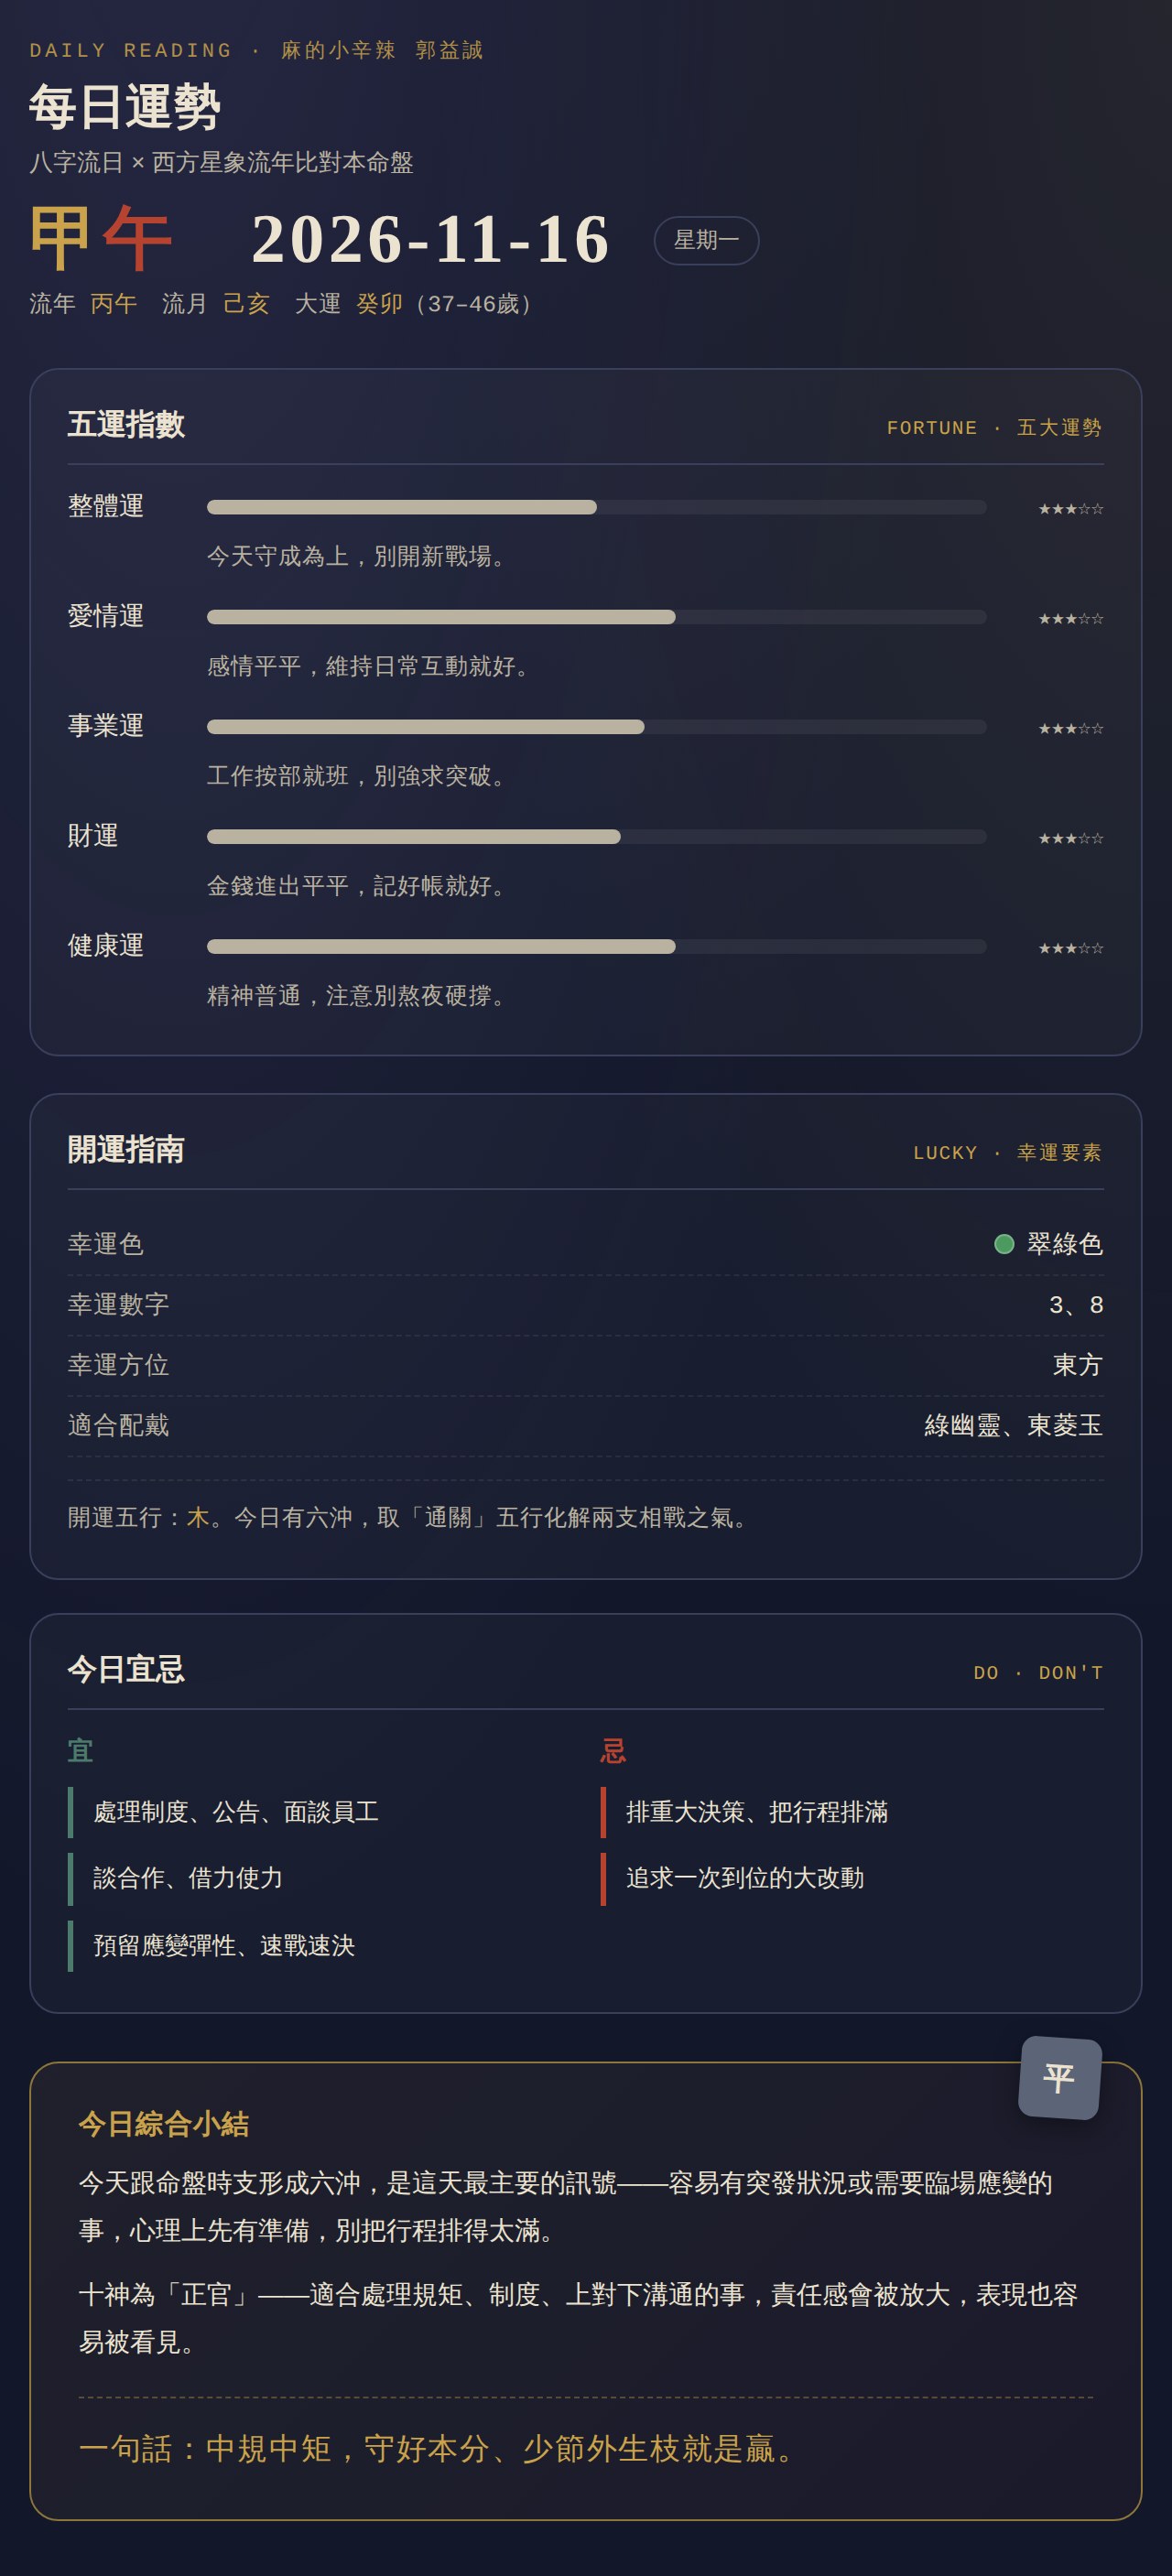 DAILY READING · 麻的小辛辣 郭益誠
每日運勢
八字流日 × 西方星象流年比對本命盤
甲午 2026-11-16 星期一
流年 丙午 流月 己亥 大運 癸卯（37–46歲）
五運指數 FORTUNE · 五大運勢
整體運 ★★★☆☆
今天守成為上，別開新戰場。
愛情運 ★★★☆☆
感情平平，維持日常互動就好。
事業運 ★★★☆☆
工作按部就班，別強求突破。
財運 ★★★☆☆
金錢進出平平，記好帳就好。
健康運 ★★★☆☆
精神普通，注意別熬夜硬撐。
開運指南 LUCKY · 幸運要素
幸運色 翠綠色
幸運數字 3、8
幸運方位 東方
適合配戴 綠幽靈、東菱玉
開運五行：木。今日有六沖，取「通關」五行化解兩支相戰之氣。
今日宜忌 DO · DON'T
宜
處理制度、公告、面談員工
談合作、借力使力
預留應變彈性、速戰速決
忌
排重大決策、把行程排滿
追求一次到位的大改動
平
今日綜合小結
今天跟命盤時支形成六沖，是這天最主要的訊號——容易有突發狀況或需要臨場應變的
事，心理上先有準備，別把行程排得太滿。
十神為「正官」——適合處理規矩、制度、上對下溝通的事，責任感會被放大，表現也容
易被看見。
一句話：中規中矩，守好本分、少節外生枝就是贏。